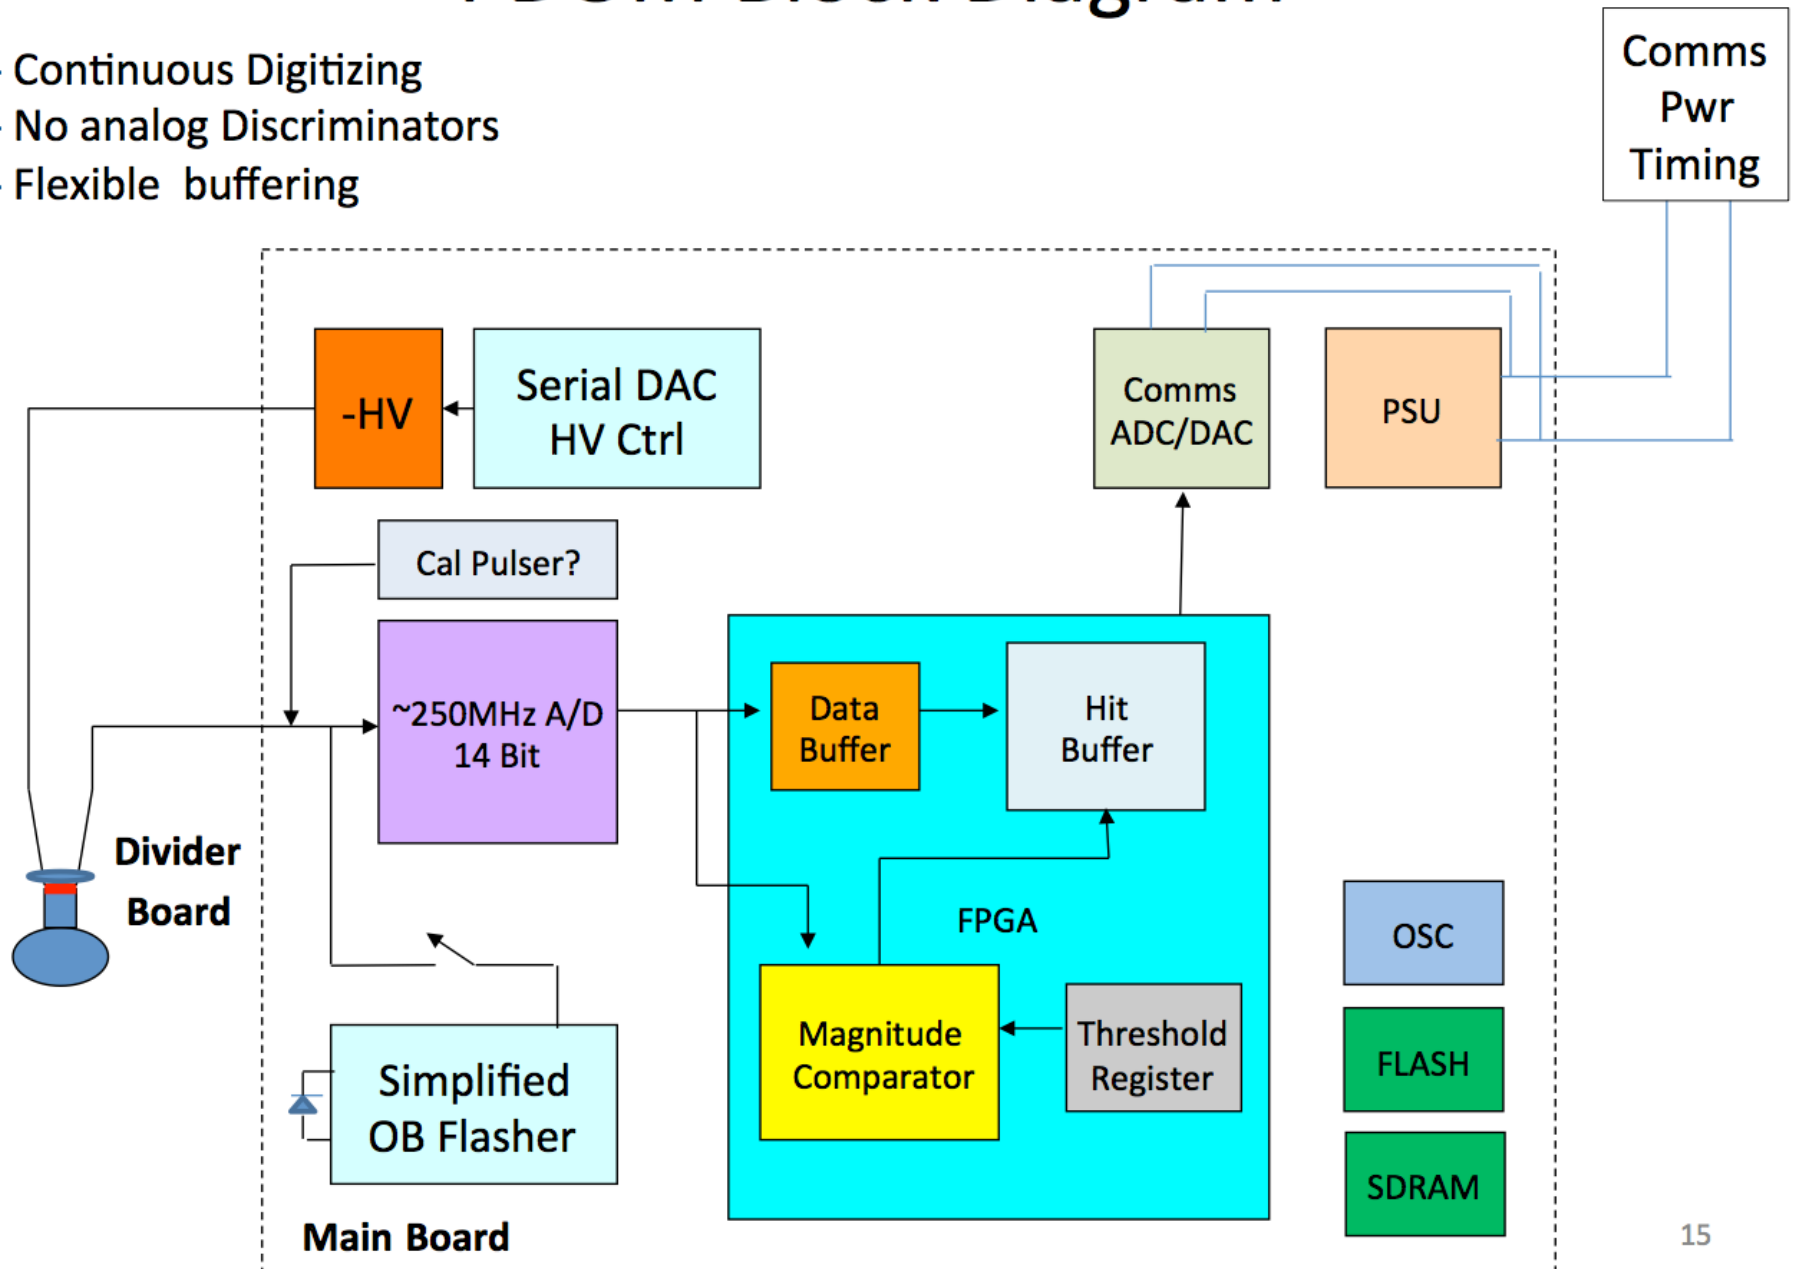 Block Diagram
- Continuous Digitizing
- No analog Discriminators
- Flexible buffering
Comms
Pwr
Timing
-HV
Serial DAC
HV Ctrl
Comms
ADC/DAC
PSU
Cal Pulser?
~250MHz A/D
14 Bit
Data
Buffer
Hit
Buffer
Divider
Board
FPGA
OSC
Magnitude
Comparator
Threshold
Register
FLASH
Simplified
OB Flasher
SDRAM
Main Board
15